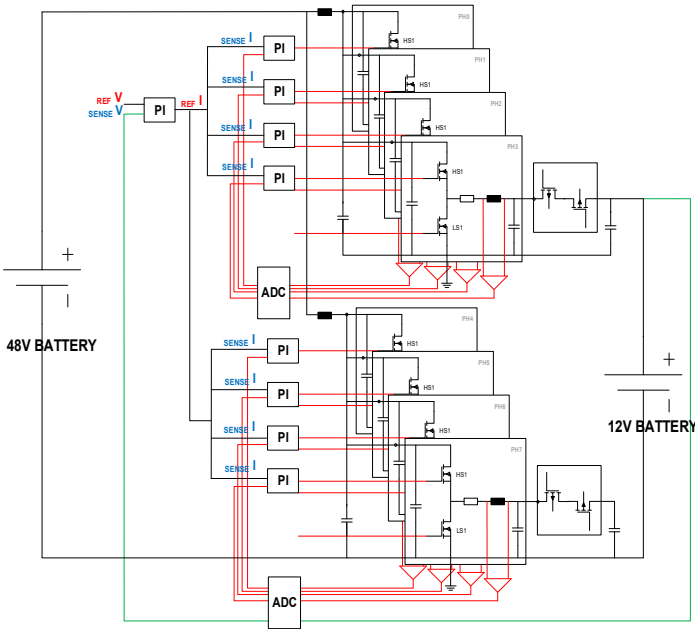 PH0
SENSE I
PI
HS1
PH1
SENSE I
PI
HS1
REF V
SENSE V
PI
REF I
PH2
SENSE I
PI
HS1
PH3
SENSE I
PI
HS1
LS1
+
48V BATTERY
ADC
PH4
SENSE I
PI
HS1
PH5
SENSE I
PI
HS1
+
12V BATTERY
PH6
SENSE I
PI
HS1
PH7
SENSE I
PI
HS1
LS1
ADC